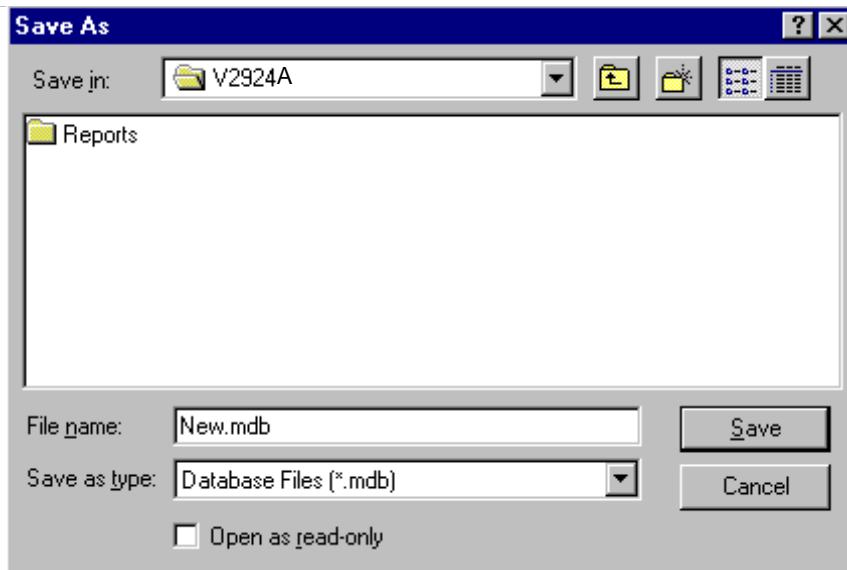 Save As
Save in: V2924A
Reports
File name: New.mdb Save
Save as type: Database Files (*.mdb) Cancel
Open as read-only